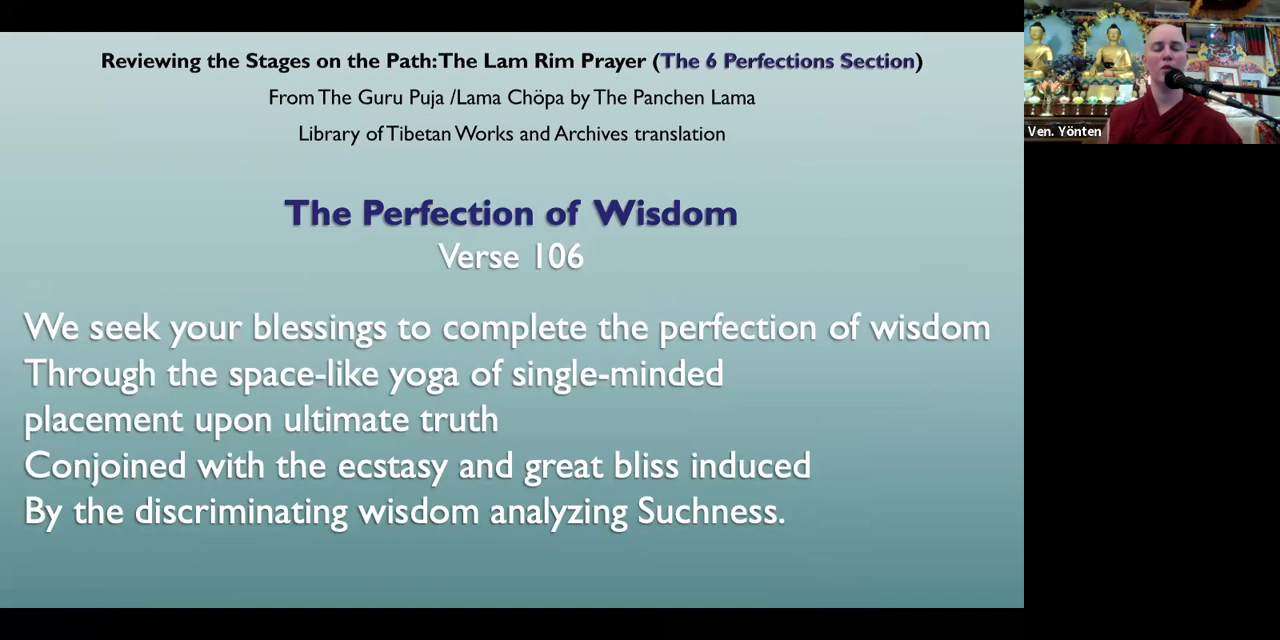 Reviewing the Stages on the Path:The Lam Rim Prayer (The 6 Perfections Section)
From The Guru Puja /Lama Chöpa by The Panchen Lama
Library of Tibetan Works and Archives translation
The Perfection of Wisdom
Verse 106
We seek your blessings to complete the perfection of wisdom
Through the space-like yoga of single-minded
placement upon ultimate truth
Conjoined with the ecstasy and great bliss induced
By the discriminating wisdom analyzing Suchness.
Ven. Yönten